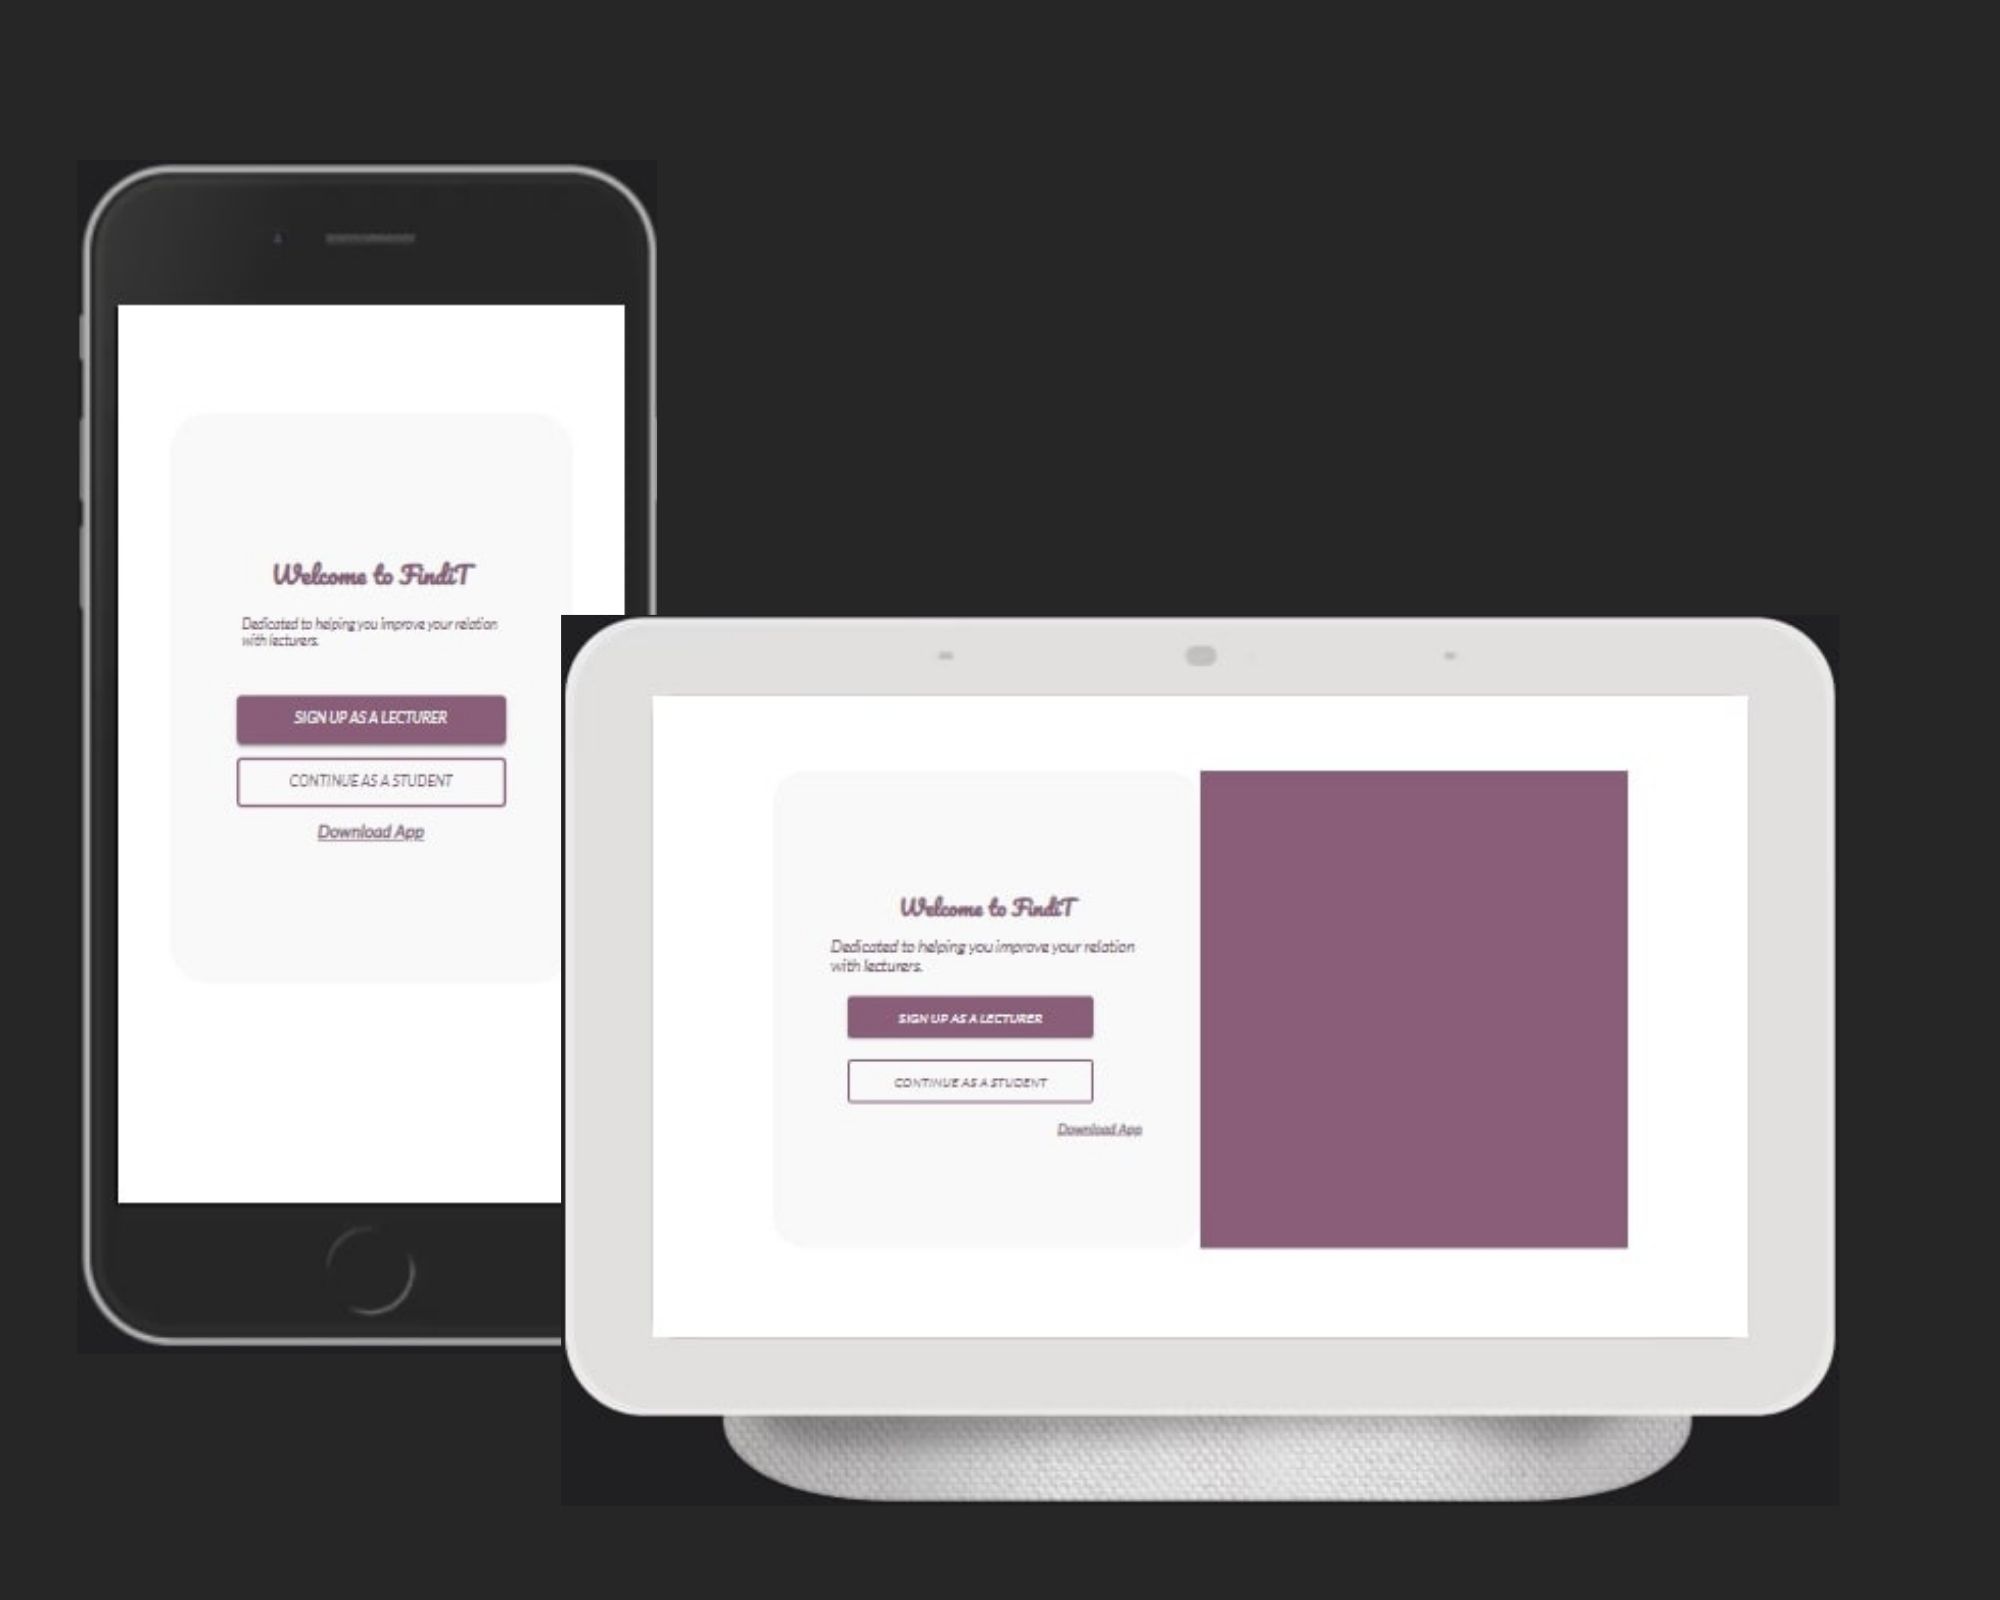 Welcome to FindiT
Dedicated to helping you improve your relation
with lecturers.
SIGN UP AS A LECTURER
CONTINUE AS A STUDENT
Download App
Welcome to FindiT
Dedicated to helping you improve your relation
with lecturers.
SIGN UP AS A LECTURER
CONTINUE AS A STUDENT
Download App